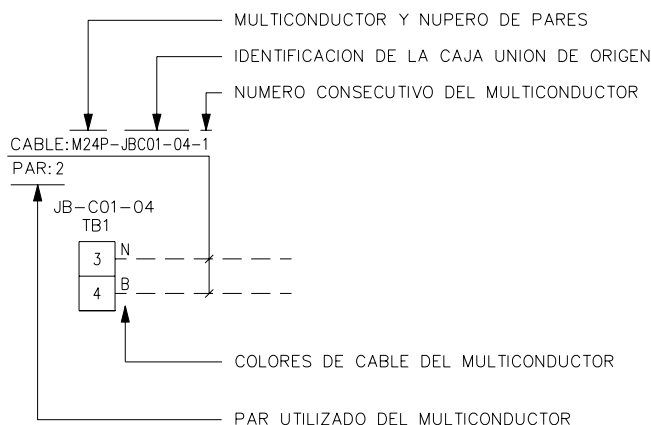 MULTICONDUCTOR Y NUPERO DE PARES
IDENTIFICACION DE LA CAJA UNION DE ORIGEN
NUMERO CONSECUTIVO DEL MULTICONDUCTOR
CABLE:M24P-JBC01-04-1
PAR:2
JB-C01-04
TB1
3 N
4 B
COLORES DE CABLE DEL MULTICONDUCTOR
PAR UTILIZADO DEL MULTICONDUCTOR